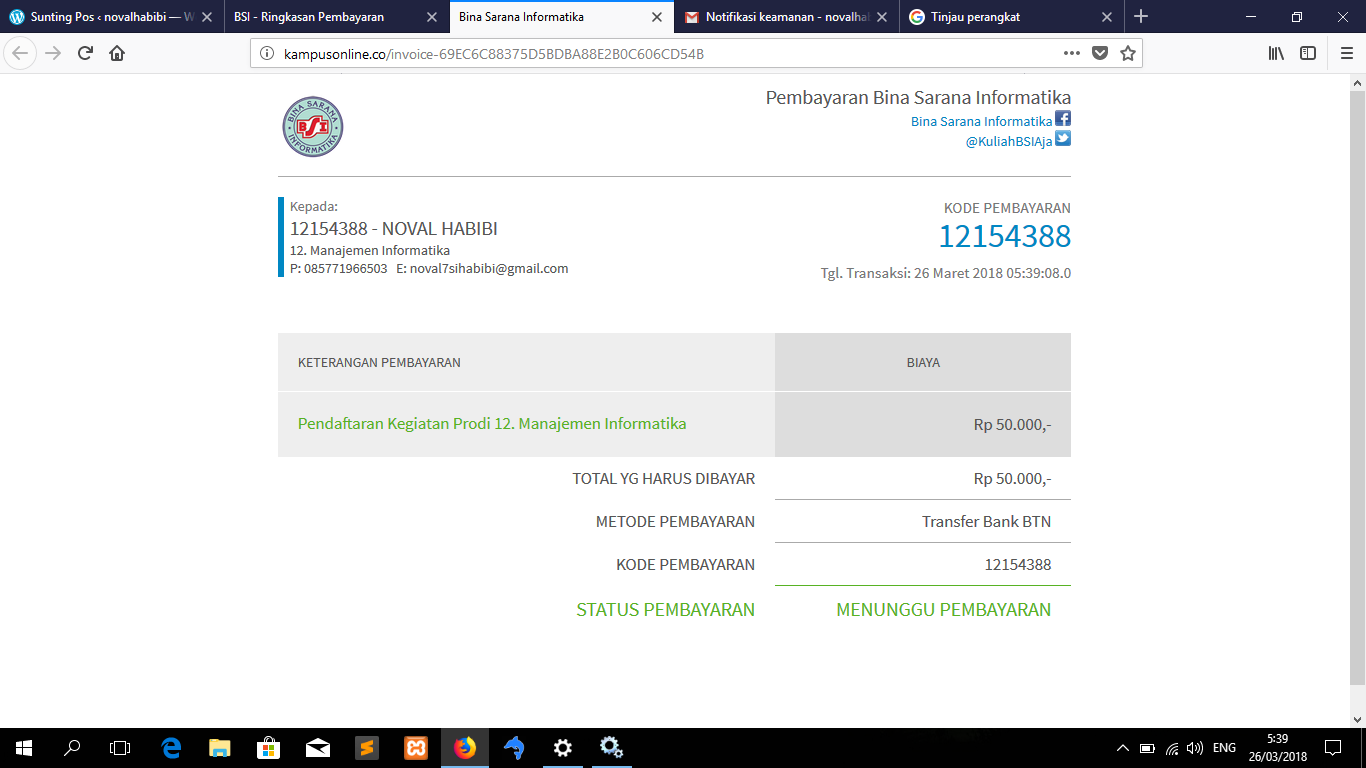 Sunting Pos ‹ novalhabibi — W
BSI - Ringkasan Pembayaran
Bina Sarana Informatika
Notifikasi keamanan - novalhab
Tinjau perangkat
kampusonline.co/invoice-69EC6C88375D5BDBA88E2B0C606CD54B
BINA SARANA
BSI
INFORMATIKA
Pembayaran Bina Sarana Informatika
Bina Sarana Informatika
@KuliahBSIAja
Kepada:
12154388 - NOVAL HABIBI
12. Manajemen Informatika
P: 085771966503 E: noval7sihabibi@gmail.com
KODE PEMBAYARAN
12154388
Tgl. Transaksi: 26 Maret 2018 05:39:08.0
KETERANGAN PEMBAYARAN BIAYA
Pendaftaran Kegiatan Prodi 12. Manajemen Informatika Rp 50.000,-
TOTAL YG HARUS DIBAYAR Rp 50.000,-
METODE PEMBAYARAN Transfer Bank BTN
KODE PEMBAYARAN 12154388
STATUS PEMBAYARAN MENUNGGU PEMBAYARAN
ENG
5:39
26/03/2018